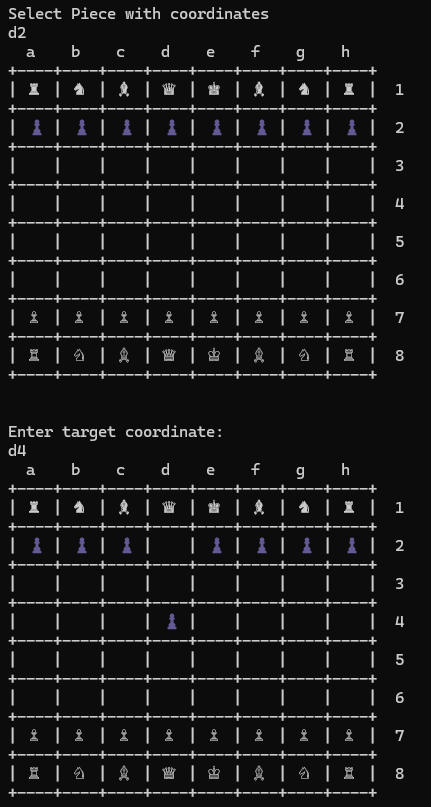 Select Piece with coordinates
d2
a b c d e f g h
+----+----+----+----+----+----+----+----+
| ♜ | ♞ | ♝ | ♛ | ♚ | ♝ | ♞ | ♜ | 1
+----+----+----+----+----+----+----+----+
| ♟ | ♟ | ♟ | ♟ | ♟ | ♟ | ♟ | ♟ | 2
+----+----+----+----+----+----+----+----+
| | | | | | | | | 3
+----+----+----+----+----+----+----+----+
| | | | | | | | | 4
+----+----+----+----+----+----+----+----+
| | | | | | | | | 5
+----+----+----+----+----+----+----+----+
| | | | | | | | | 6
+----+----+----+----+----+----+----+----+
| ♙ | ♙ | ♙ | ♙ | ♙ | ♙ | ♙ | ♙ | 7
+----+----+----+----+----+----+----+----+
| ♖ | ♘ | ♗ | ♕ | ♔ | ♗ | ♘ | ♖ | 8
+----+----+----+----+----+----+----+----+
Enter target coordinate:
d4
a b c d e f g h
+----+----+----+----+----+----+----+----+
| ♜ | ♞ | ♝ | ♛ | ♚ | ♝ | ♞ | ♜ | 1
+----+----+----+----+----+----+----+----+
| ♟ | ♟ | ♟ | | ♟ | ♟ | ♟ | ♟ | 2
+----+----+----+----+----+----+----+----+
| | | | | | | | | 3
+----+----+----+----+----+----+----+----+
| | | | ♟ | | | | | 4
+----+----+----+----+----+----+----+----+
| | | | | | | | | 5
+----+----+----+----+----+----+----+----+
| | | | | | | | | 6
+----+----+----+----+----+----+----+----+
| ♙ | ♙ | ♙ | ♙ | ♙ | ♙ | ♙ | ♙ | 7
+----+----+----+----+----+----+----+----+
| ♖ | ♘ | ♗ | ♕ | ♔ | ♗ | ♘ | ♖ | 8
+----+----+----+----+----+----+----+----+